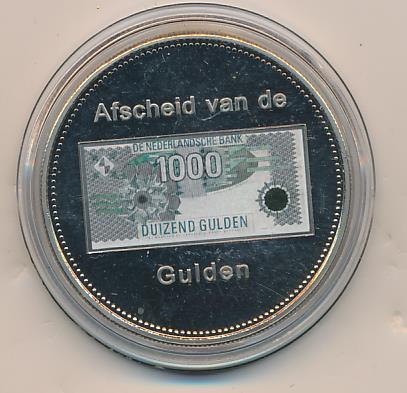 Afscheid van de
DE NEDERLANDSCHE BANK
1000
DUIZEND GULDEN
Gulden